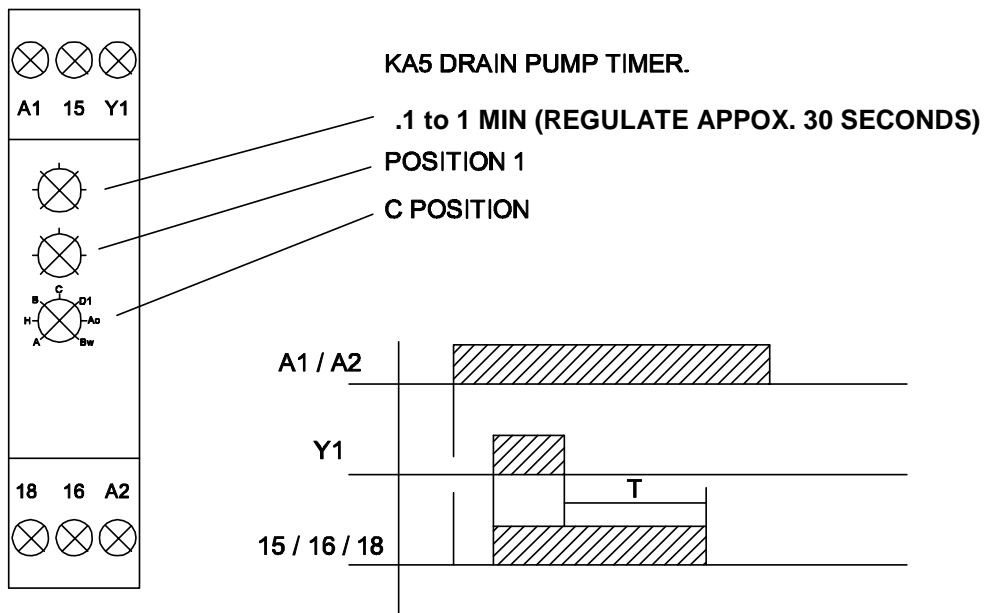 A1 15 Y1
KA5 DRAIN PUMP TIMER.
.1 to 1 MIN (REGULATE APPOX. 30 SECONDS)
POSITION 1
C POSITION
C
B D1
H Ao
A Bw
18 16 A2
A1 / A2
Y1
T
15 / 16 / 18